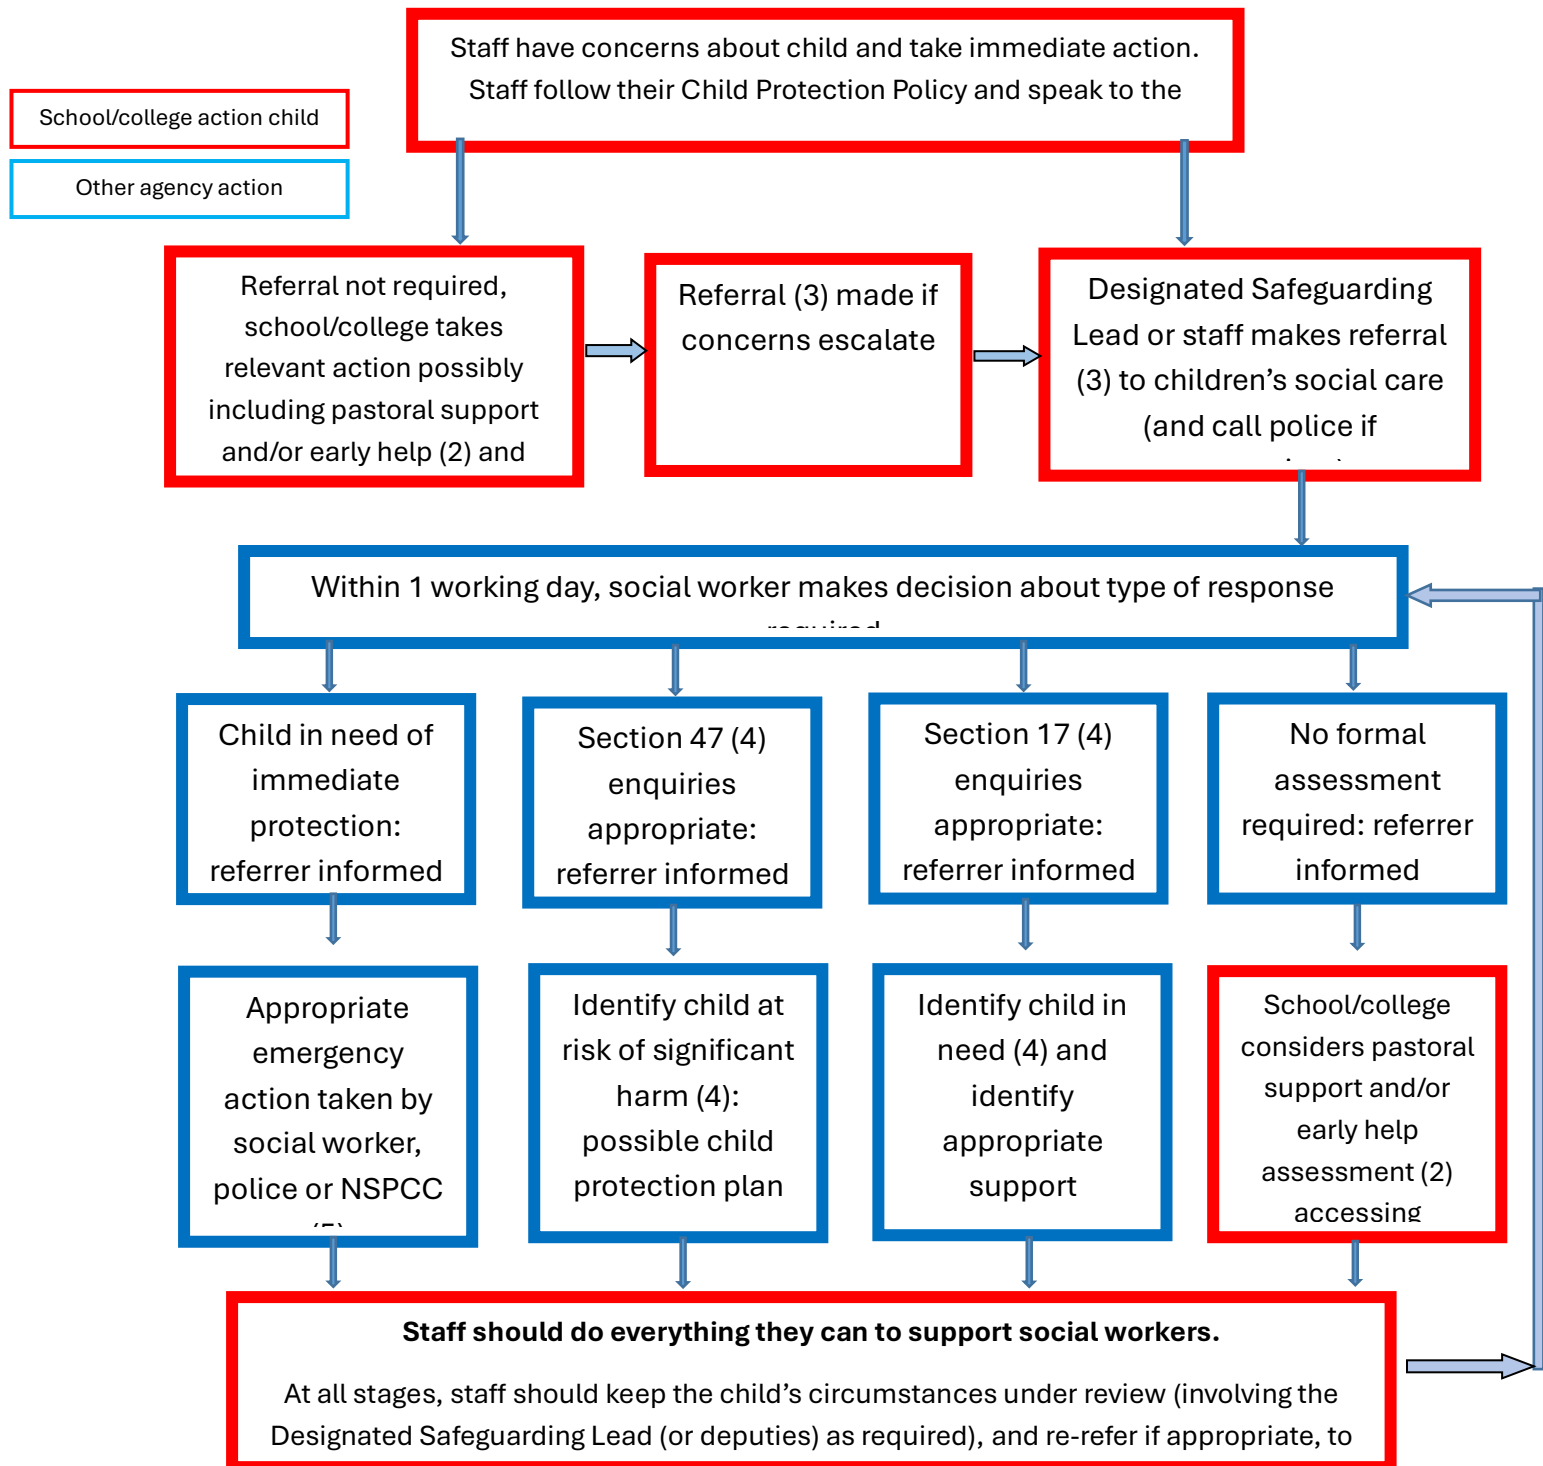 Staff have concerns about child and take immediate action.
Staff follow their Child Protection Policy and speak to the
School/college action child
Other agency action
Referral not required,
school/college takes
relevant action possibly
including pastoral support
and/or early help (2) and
Referral (3) made if
concerns escalate
Designated Safeguarding
Lead or staff makes referral
(3) to children’s social care
(and call police if
Within 1 working day, social worker makes decision about type of response
required
Child in need of
immediate
protection:
referrer informed
Section 47 (4)
enquiries
appropriate:
referrer informed
Section 17 (4)
enquiries
appropriate:
referrer informed
No formal
assessment
required: referrer
informed
Appropriate
emergency
action taken by
social worker,
police or NSPCC
(5)
Identify child at
risk of significant
harm (4):
possible child
protection plan
Identify child in
need (4) and
identify
appropriate
support
School/college
considers pastoral
support and/or
early help
assessment (2)
accessing
Staff should do everything they can to support social workers.
At all stages, staff should keep the child’s circumstances under review (involving the
Designated Safeguarding Lead (or deputies) as required), and re-refer if appropriate, to